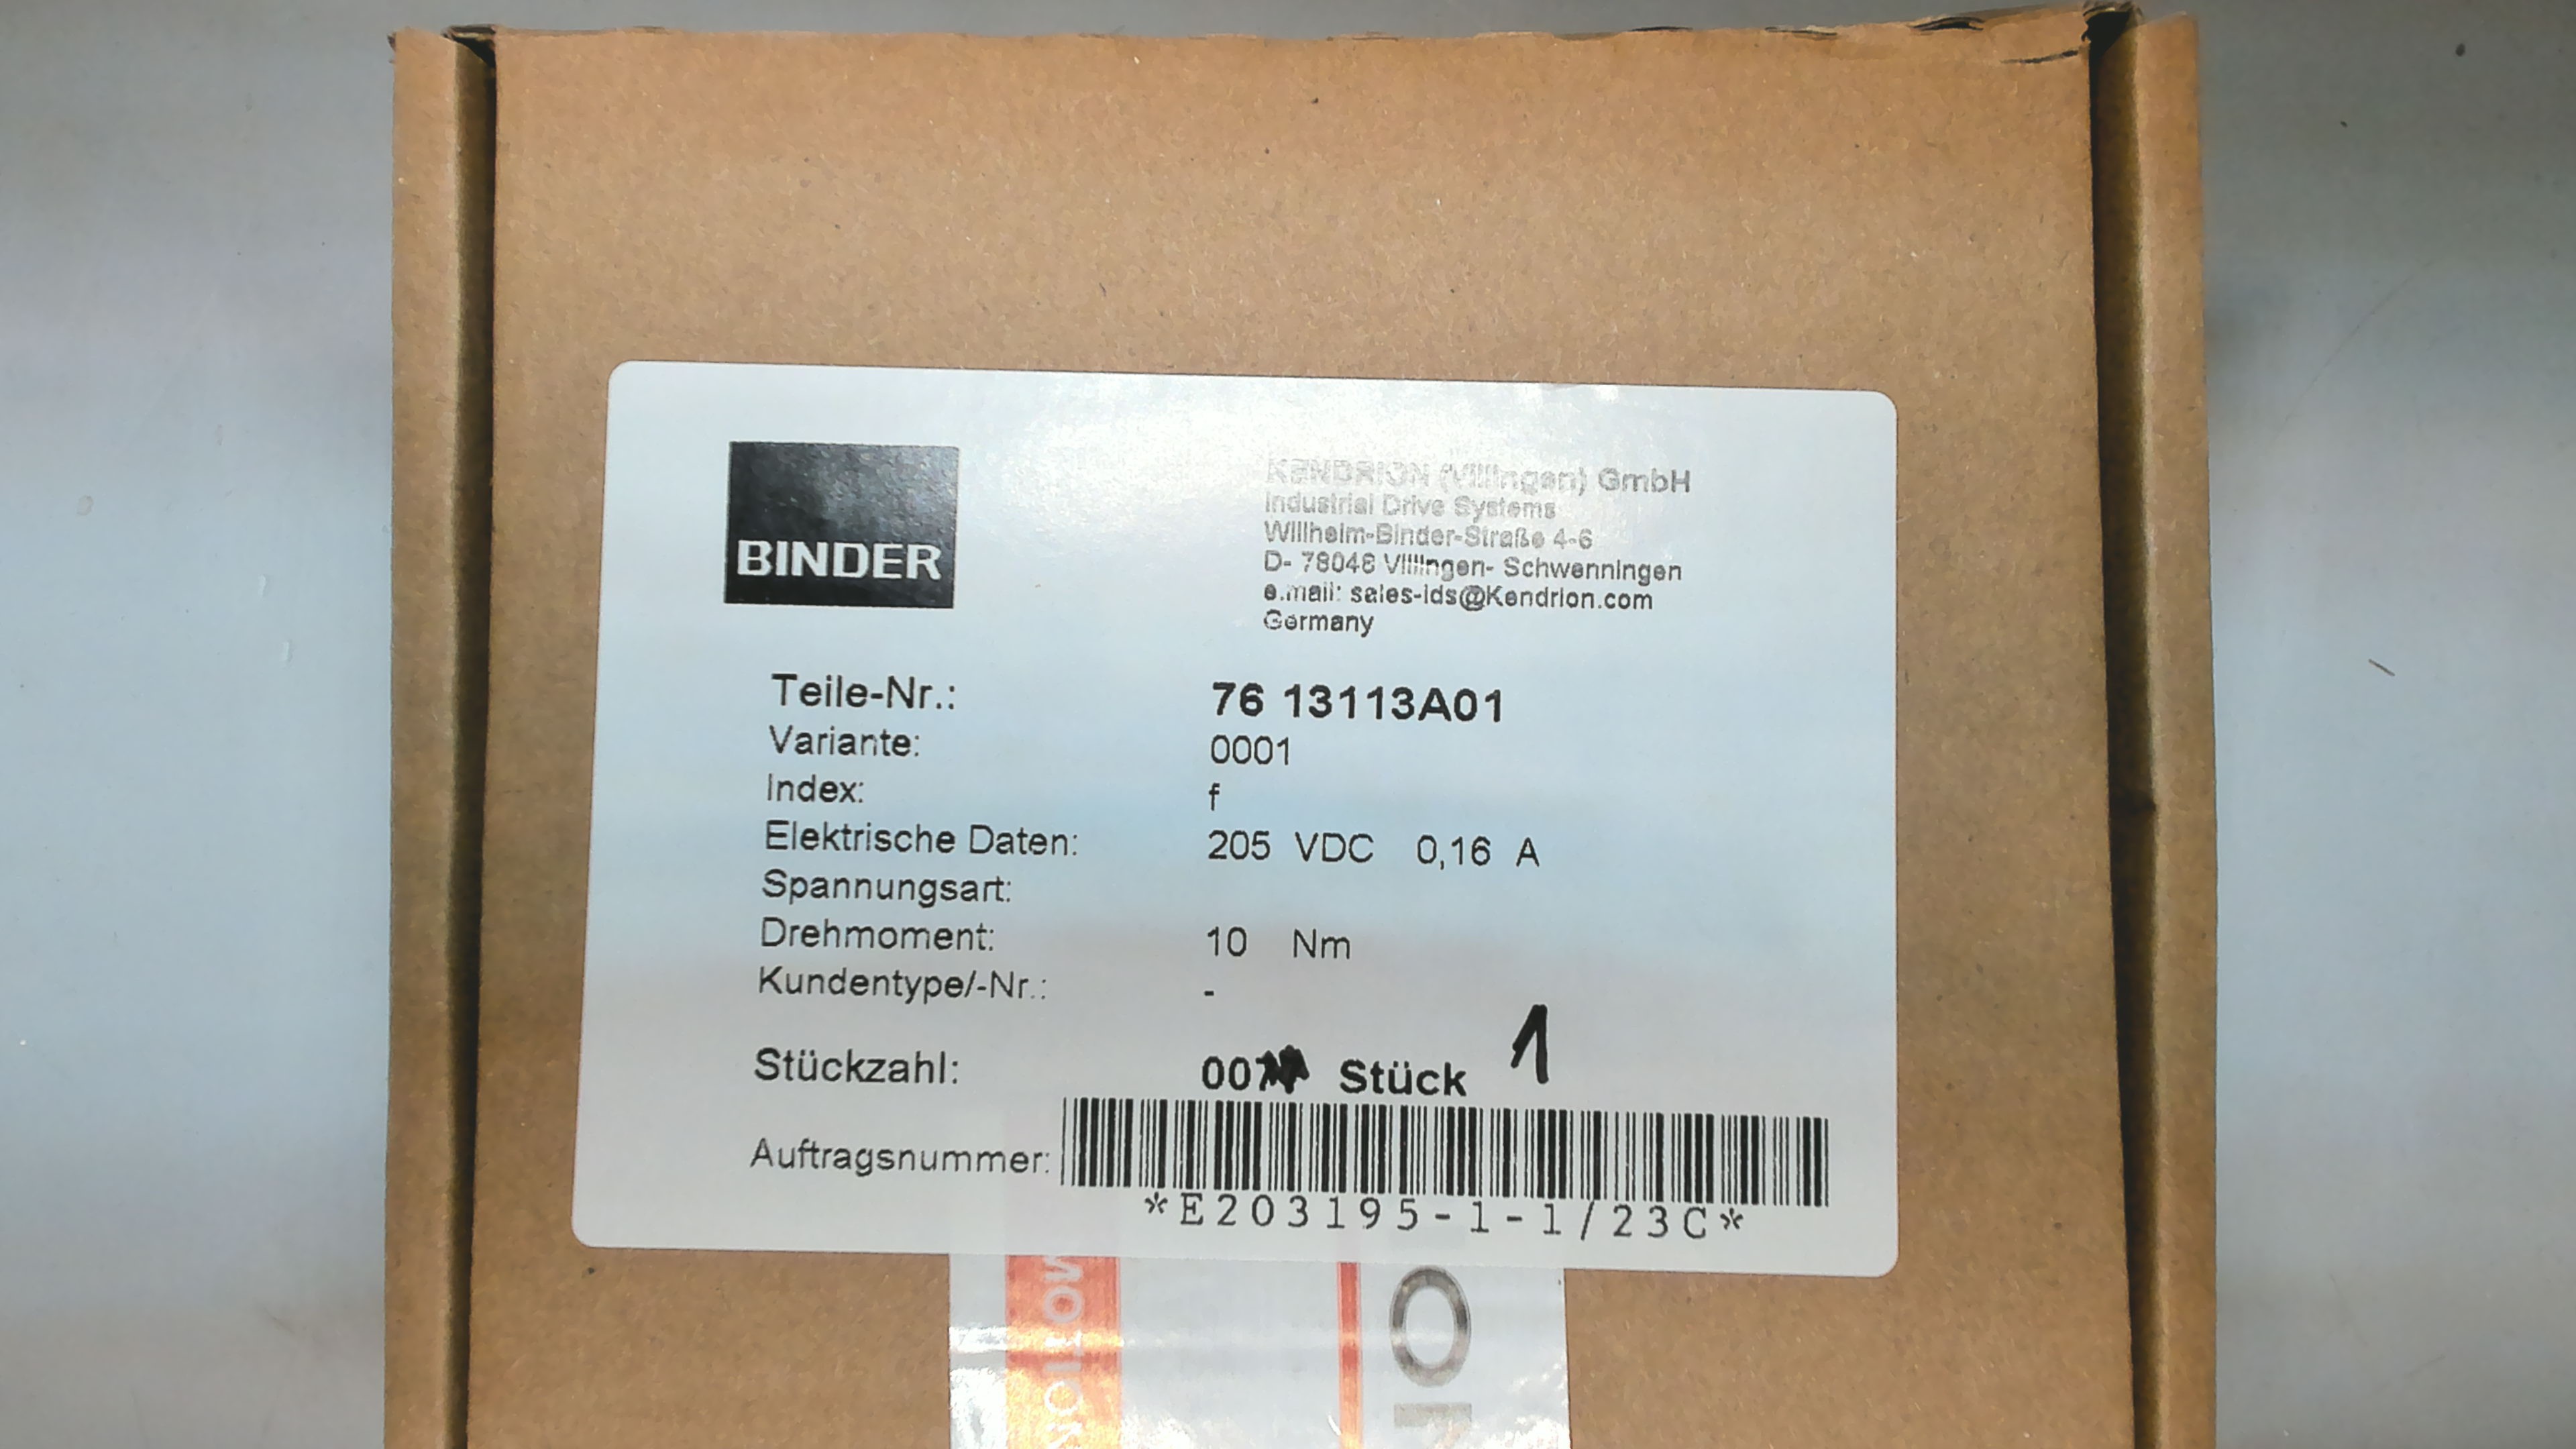 BINDER
KENDRION (Villingen) GmbH
Industrial Drive Systems
Willhelm-Binder-Straße 4-6
D- 78048 Villingen- Schwenningen
e.mail: sales-ids@Kendrion.com
Germany
Teile-Nr.: 76 13113A01
Variante: 0001
Index: f
Elektrische Daten: 205 VDC 0,16 A
Spannungsart:
Drehmoment: 10 Nm
Kundentype/-Nr.: -
Stückzahl: 00 Stück 1
Auftragsnummer:
*E203195-1-1/23C*